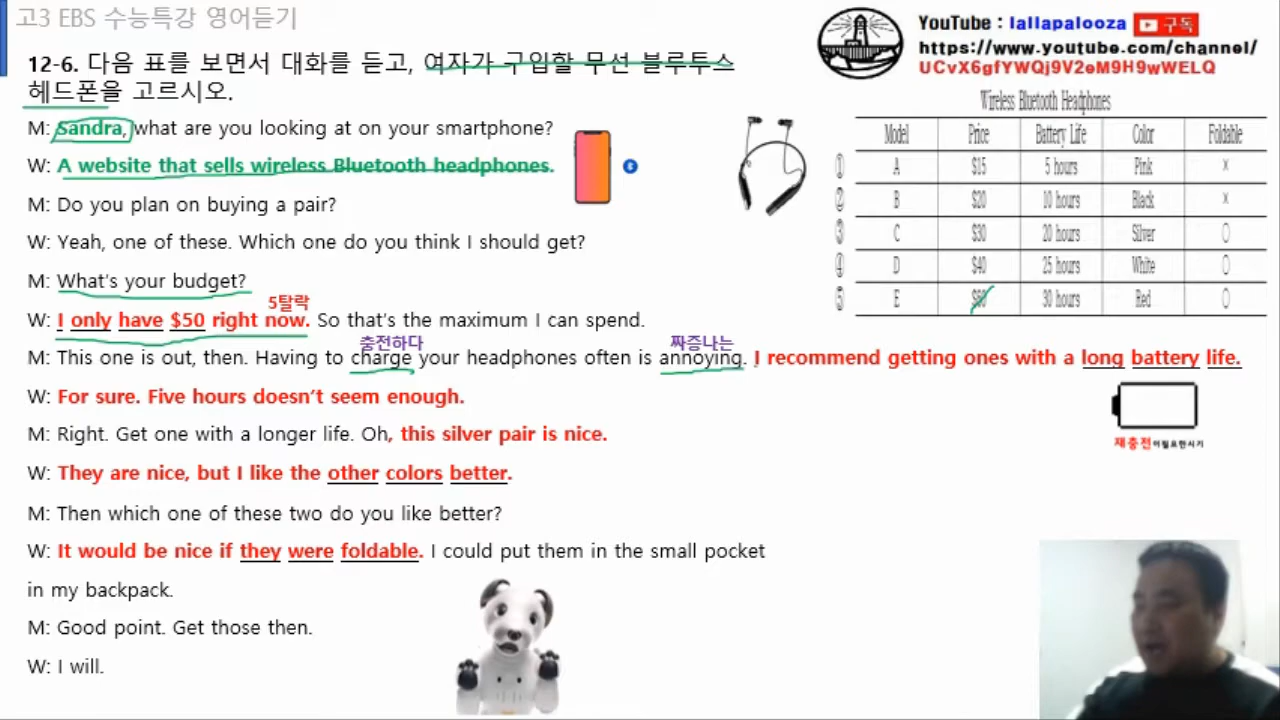 고3 EBS 수능특강 영어듣기
YouTube : lallapalooza 구독
https://www.youtube.com/channel/
UCvX6gfYWQj9V2eM9H9wWELQ
12-6. 다음 표를 보면서 대화를 듣고, 여자가 구입할 무선 블루투스
헤드폰을 고르시오.
M: Sandra, what are you looking at on your smartphone?
W: A website that sells wireless Bluetooth headphones.
M: Do you plan on buying a pair?
W: Yeah, one of these. Which one do you think I should get?
M: What's your budget?
5탈락
W: I only have $50 right now. So that's the maximum I can spend.
충전하다 짜증나는
M: This one is out, then. Having to charge your headphones often is annoying. I recommend getting ones with a long battery life.
W: For sure. Five hours doesn't seem enough.
M: Right. Get one with a longer life. Oh, this silver pair is nice.
W: They are nice, but I like the other colors better.
M: Then which one of these two do you like better?
W: It would be nice if they were foldable. I could put them in the small pocket
in my backpack.
M: Good point. Get those then.
W: I will.
Wireless Bluetooth Headphones
Model Price Battery Life Color Foldable
① A $15 5 hours Pink ×
② B $20 10 hours Black ×
③ C $30 20 hours Silver ○
④ D $40 25 hours White ○
⑤ E $60 30 hours Red ○
재충전이필요한시기